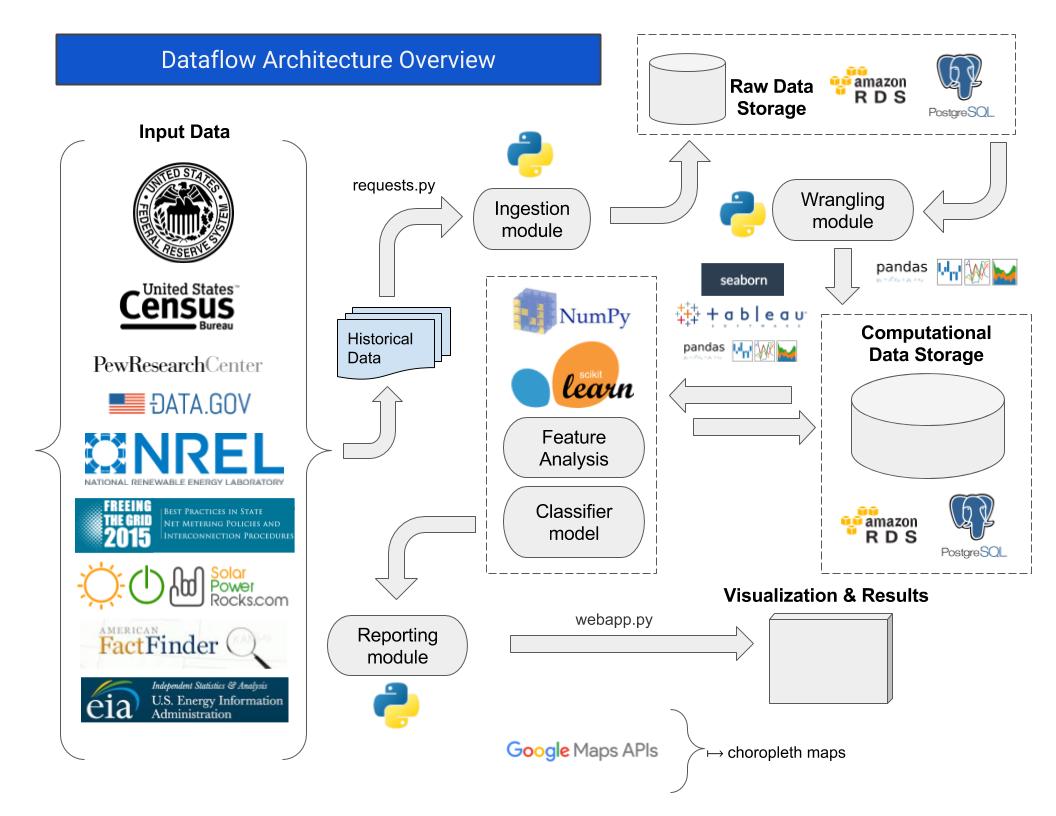 Dataflow Architecture Overview
Raw Data
Storage
amazon
RDS
PostgreSQL
Input Data
UNITED STATES
FEDERAL RESERVE SYSTEM
United States™
Census
Bureau
PewResearchCenter
DATA.GOV
NREL
NATIONAL RENEWABLE ENERGY LABORATORY
FREEING
THE GRID
2015
BEST PRACTICES IN STATE
NET METERING POLICIES AND
INTERCONNECTION PROCEDURES
Solar
Power
Rocks.com
AMERICAN
FactFinder
eia
Independent Statistics & Analysis
U.S. Energy Information
Administration
requests.py
Historical
Data
Ingestion
module
Wrangling
module
pandas
seaborn
+ableau
SOFTWARE
pandas
Computational
Data Storage
amazon
RDS
PostgreSQL
NumPy
scikit
learn
Feature
Analysis
Classifier
model
Reporting
module
webapp.py
Visualization & Results
Google Maps APIs
↦ choropleth maps